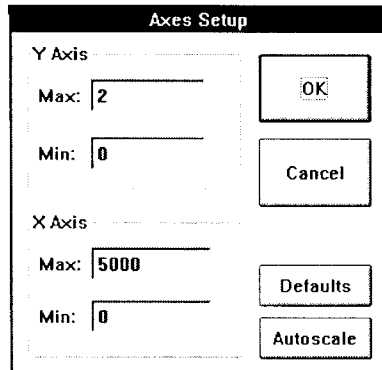 Axes Setup
Y Axis
Max: 2
OK
Min: 0
Cancel
X Axis
Max: 5000
Defaults
Min: 0
Autoscale